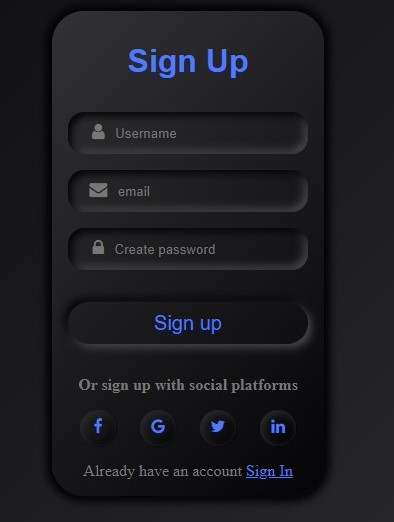 Sign Up
Username
email
Create password
Sign up
Or sign up with social platforms
Already have an account Sign In